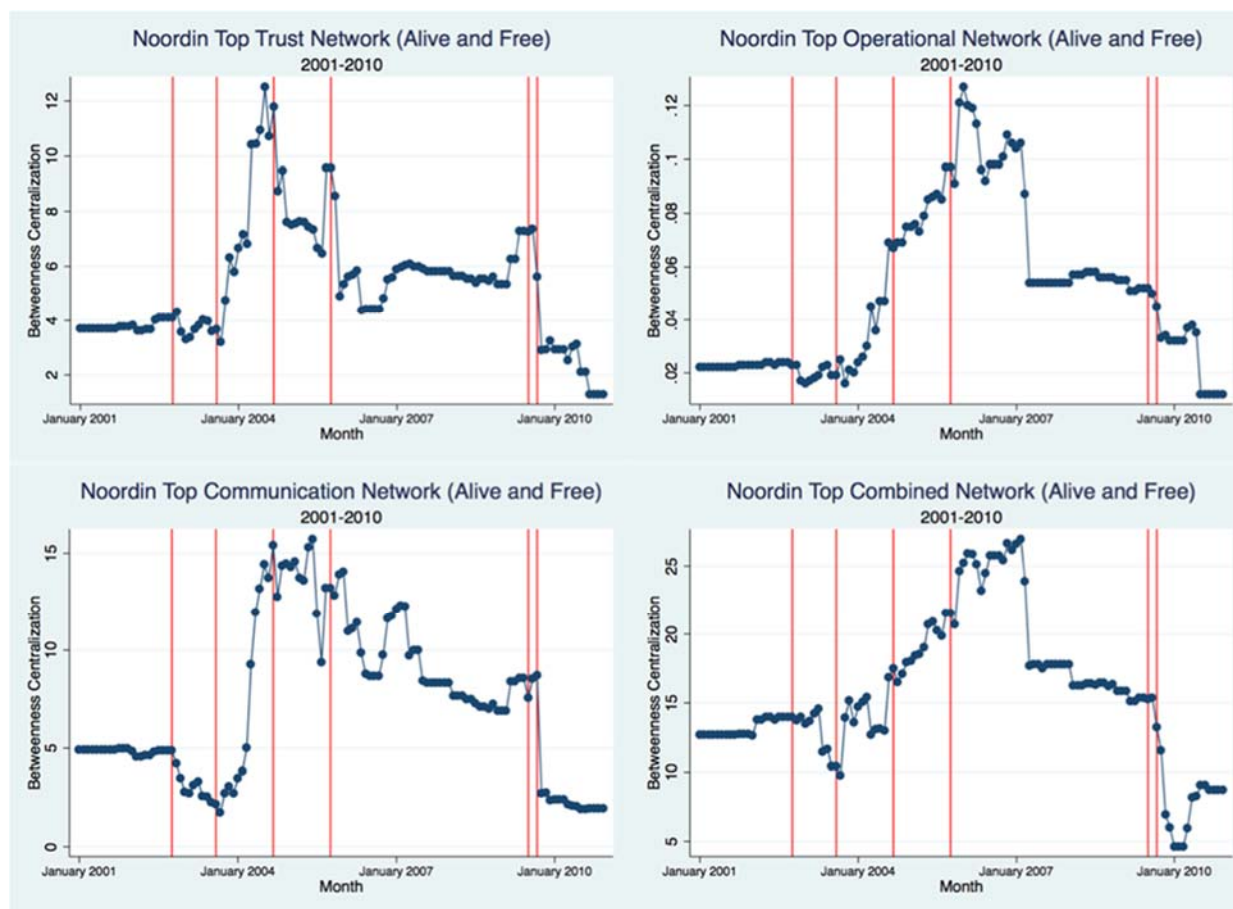 Noordin Top Trust Network (Alive and Free)
2001-2010
Betweenness Centralization
12
10
8
6
4
2
January 2001
January 2004
January 2007
January 2010
Month
Noordin Top Operational Network (Alive and Free)
2001-2010
Betweenness Centralization
.12
.1
.08
.06
.04
.02
January 2001
January 2004
January 2007
January 2010
Month
Noordin Top Communication Network (Alive and Free)
2001-2010
Betweenness Centralization
15
10
5
0
January 2001
January 2004
January 2007
January 2010
Month
Noordin Top Combined Network (Alive and Free)
2001-2010
Betweenness Centralization
25
20
15
10
5
January 2001
January 2004
January 2007
January 2010
Month